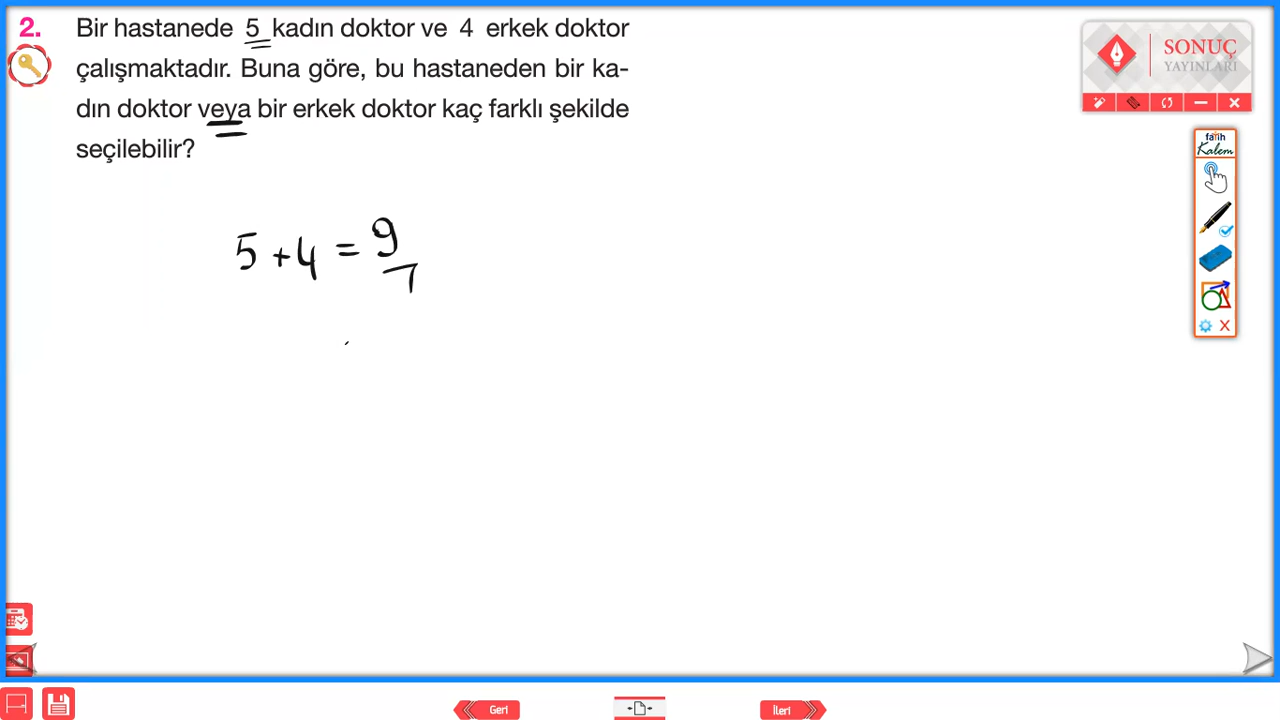 2. Bir hastanede 5 kadın doktor ve 4 erkek doktor
çalışmaktadır. Buna göre, bu hastaneden bir ka-
dın doktor veya bir erkek doktor kaç farklı şekilde
seçilebilir?
5 + 4 = 9
SONUÇ
YAYINLARI
fatih
Kalem
Geri
İleri